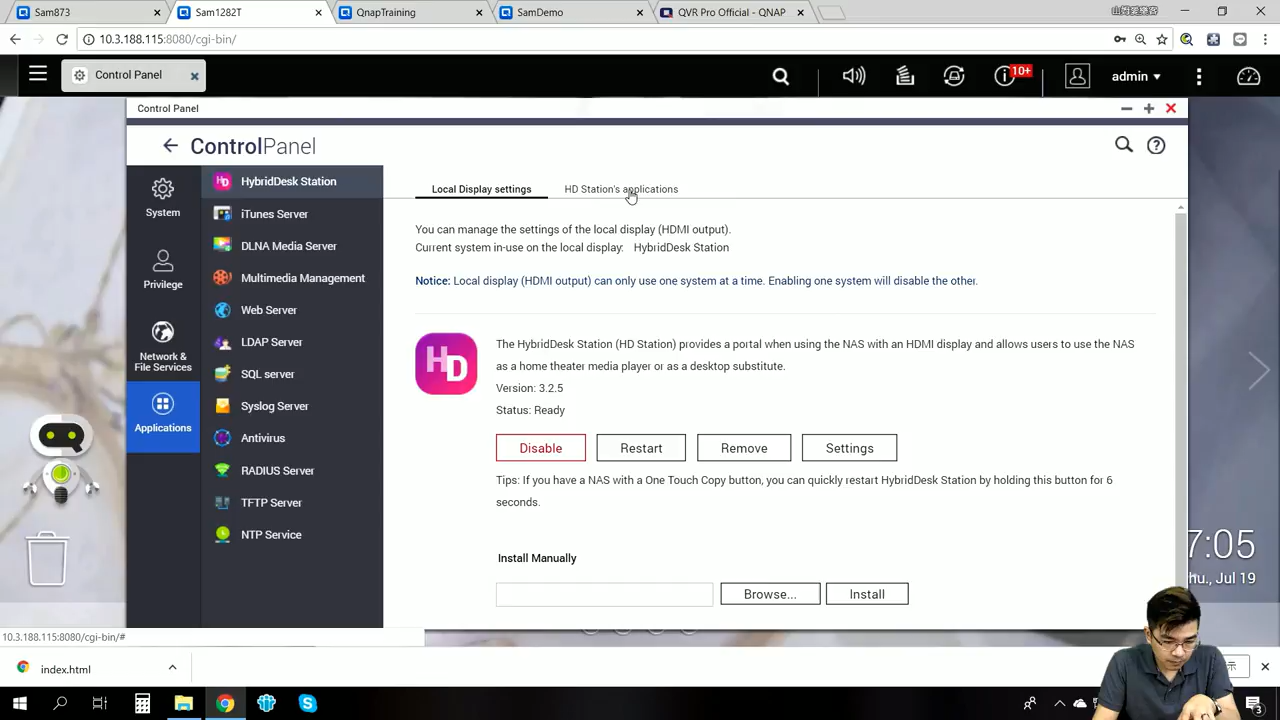 Sam873
Sam1282T
QnapTraining
SamDemo
QVR Pro Official - QNAP
10.3.188.115:8080/cgi-bin/
Control Panel
10+
admin
Control Panel
ControlPanel
System
Privilege
Network &
File Services
Applications
HybridDesk Station
iTunes Server
DLNA Media Server
Multimedia Management
Web Server
LDAP Server
SQL server
Syslog Server
Antivirus
RADIUS Server
TFTP Server
NTP Service
Local Display settings
HD Station's applications
You can manage the settings of the local display (HDMI output).
Current system in-use on the local display: HybridDesk Station
Notice: Local display (HDMI output) can only use one system at a time. Enabling one system will disable the other.
HD
The HybridDesk Station (HD Station) provides a portal when using the NAS with an HDMI display and allows users to use the NAS
as a home theater media player or as a desktop substitute.
Version: 3.2.5
Status: Ready
Disable
Restart
Remove
Settings
Tips: If you have a NAS with a One Touch Copy button, you can quickly restart HybridDesk Station by holding this button for 6
seconds.
Install Manually
Browse...
Install
7:05
hu., Jul 19
10.3.188.115:8080/cgi-bin/#
index.html
示
3